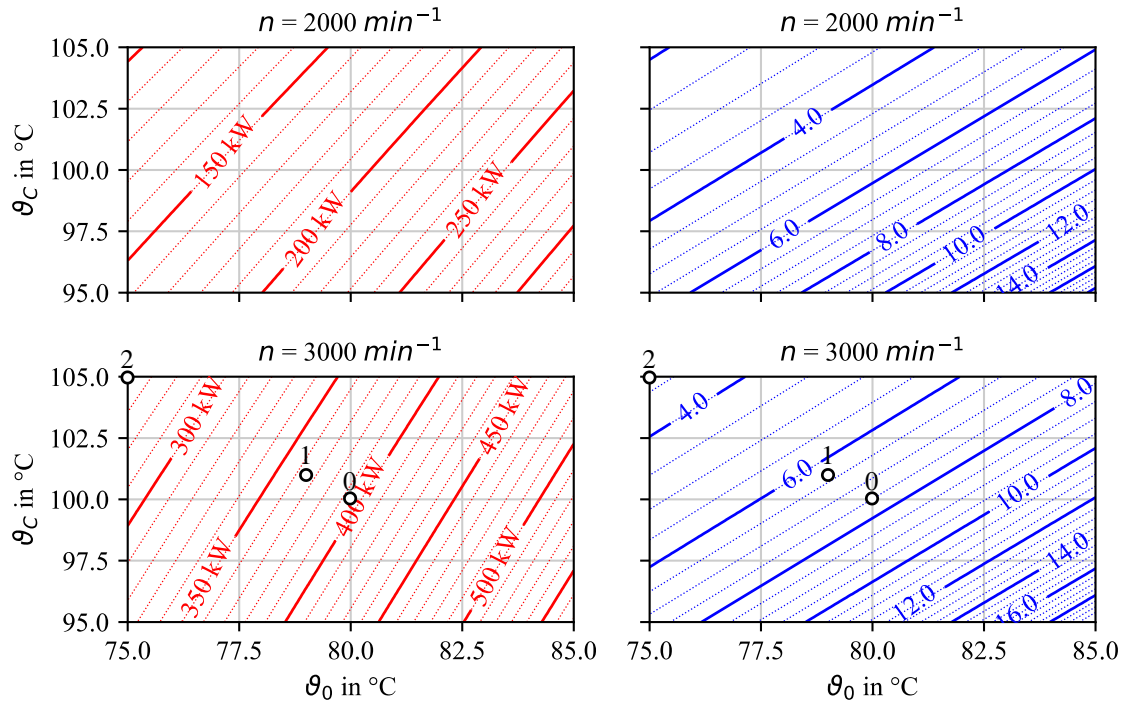 n = 2000 min⁻¹
n = 2000 min⁻¹
105.0
102.5
100.0
97.5
95.0
ϑ_C in °C
150 kW
200 kW
250 kW
4.0
6.0
8.0
10.0
12.0
14.0
n = 3000 min⁻¹
n = 3000 min⁻¹
105.0
102.5
100.0
97.5
95.0
ϑ_C in °C
2
1
0
300 kW
350 kW
400 kW
450 kW
500 kW
2
1
0
4.0
6.0
8.0
10.0
12.0
14.0
16.0
75.0 77.5 80.0 82.5 85.0
75.0 77.5 80.0 82.5 85.0
ϑ₀ in °C
ϑ₀ in °C